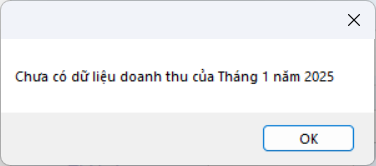 Chưa có dữ liệu doanh thu của Tháng 1 năm 2025
OK